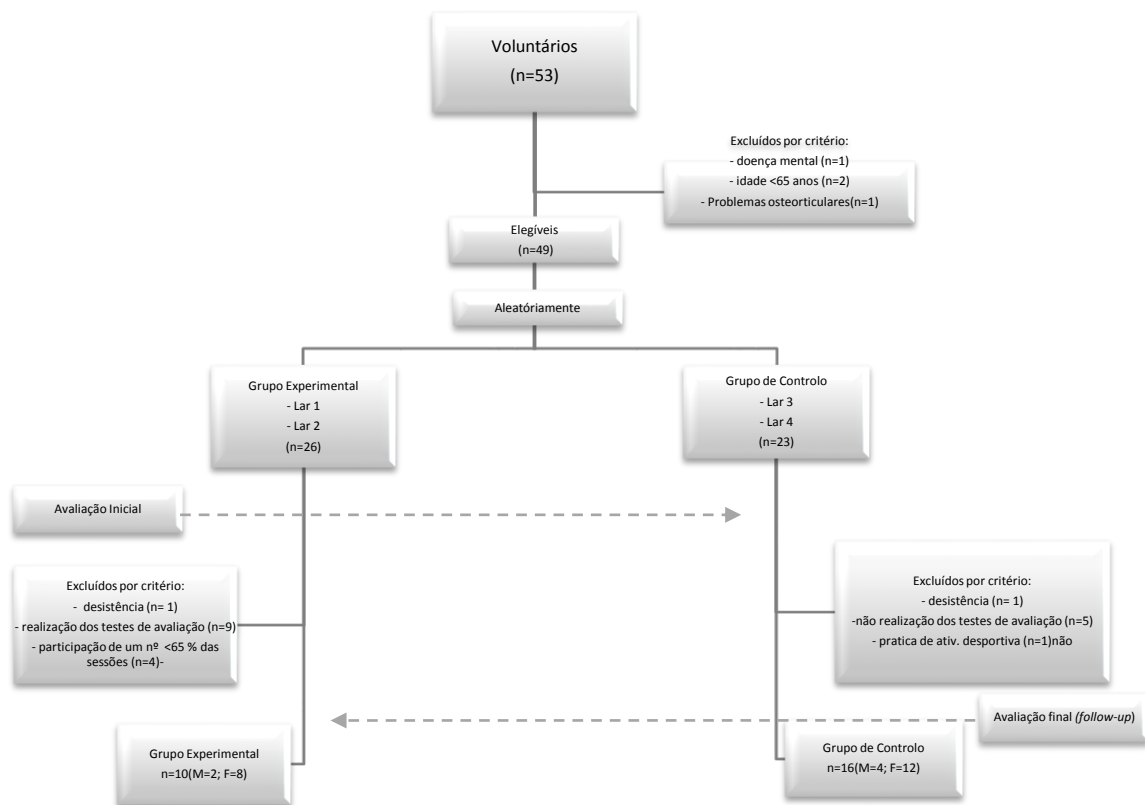 Voluntários
(n=53)
Excluídos por critério:
- doença mental (n=1)
- idade <65 anos (n=2)
- Problemas osteorticulares(n=1)
Elegíveis
(n=49)
Aleatóriamente
Grupo Experimental
- Lar 1
- Lar 2
(n=26)
Grupo de Controlo
- Lar 3
- Lar 4
(n=23)
Avaliação Inicial
Excluídos por critério:
- desistência (n= 1)
- realização dos testes de avaliação (n=9)
- participação de um nº <65 % das
sessões (n=4)-
Excluídos por critério:
- desistência (n= 1)
-não realização dos testes de avaliação (n=5)
- pratica de ativ. desportiva (n=1)não
Avaliação final (follow-up)
Grupo Experimental
n=10(M=2; F=8)
Grupo de Controlo
n=16(M=4; F=12)